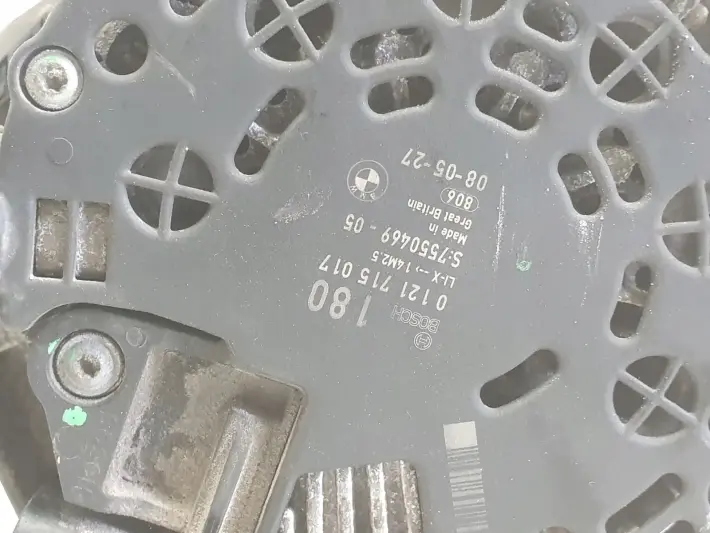 BOSCH
180
0 121 715 017
LI-X → 14M2.5
S:7550469 - 05
Made in
Great Britain
BMW
806
08-05-27